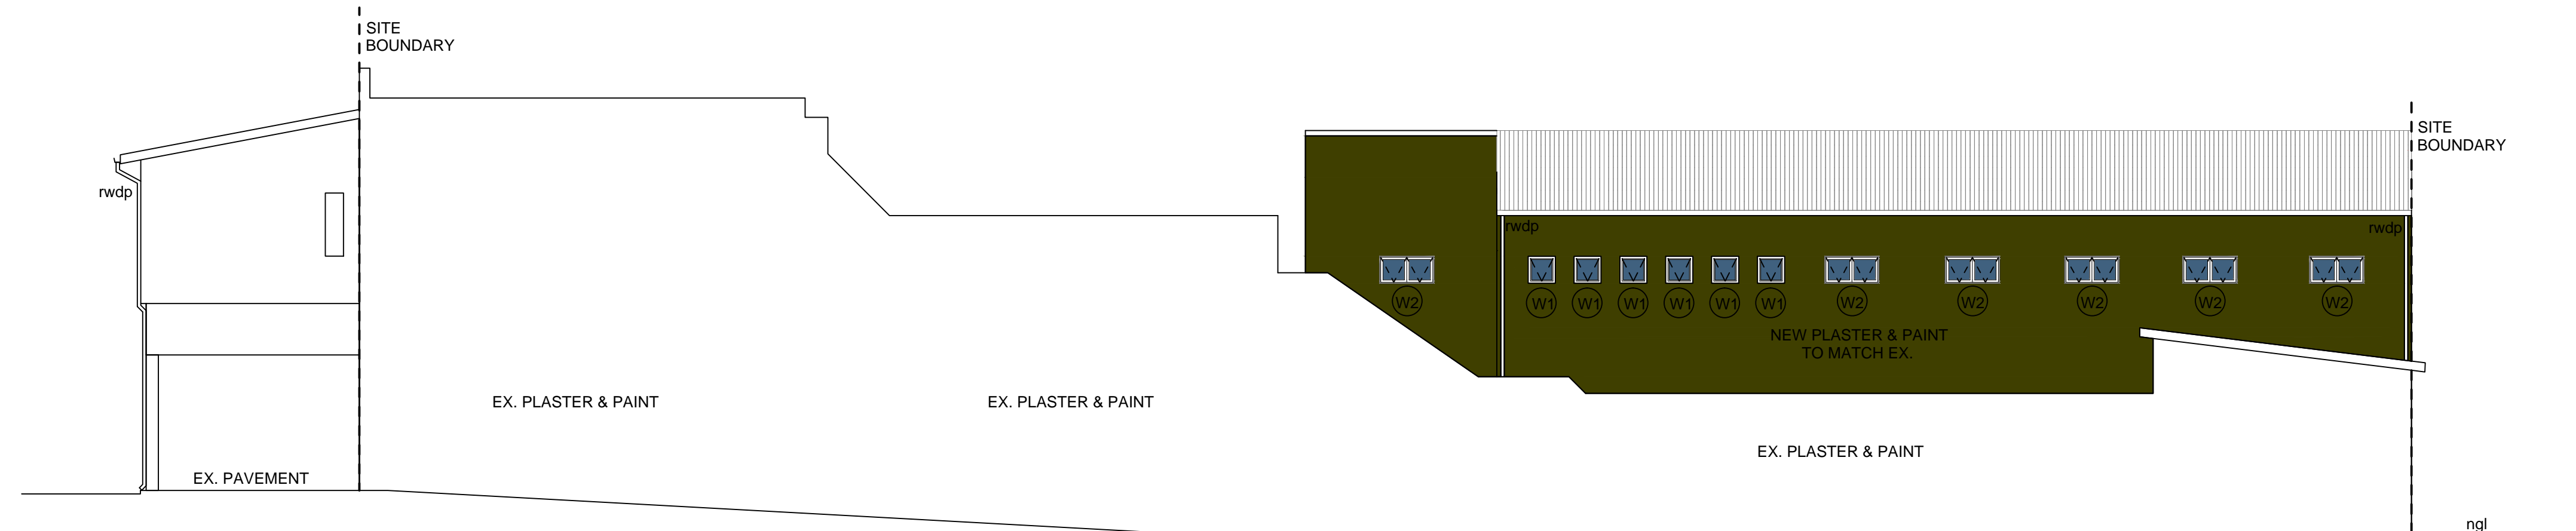 SITE
BOUNDARY
SITE
BOUNDARY
rwdp
rwdp
rwdp
W2
W1
W1
W1
W1
W1
W1
W2
W2
W2
W2
W2
NEW PLASTER & PAINT
TO MATCH EX.
EX. PLASTER & PAINT
EX. PLASTER & PAINT
EX. PLASTER & PAINT
EX. PAVEMENT
ngl